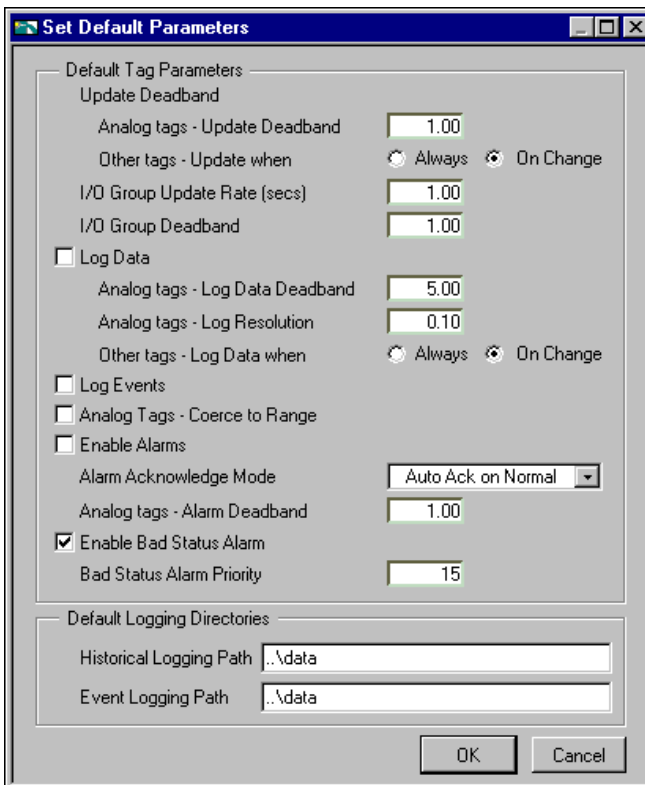 Set Default Parameters
Default Tag Parameters
Update Deadband
Analog tags - Update Deadband 1.00
Other tags - Update when Always On Change
I/O Group Update Rate (secs) 1.00
I/O Group Deadband 1.00
Log Data
Analog tags - Log Data Deadband 5.00
Analog tags - Log Resolution 0.10
Other tags - Log Data when Always On Change
Log Events
Analog Tags - Coerce to Range
Enable Alarms
Alarm Acknowledge Mode Auto Ack on Normal
Analog tags - Alarm Deadband 1.00
Enable Bad Status Alarm
Bad Status Alarm Priority 15
Default Logging Directories
Historical Logging Path ..\data
Event Logging Path ..\data
OK Cancel